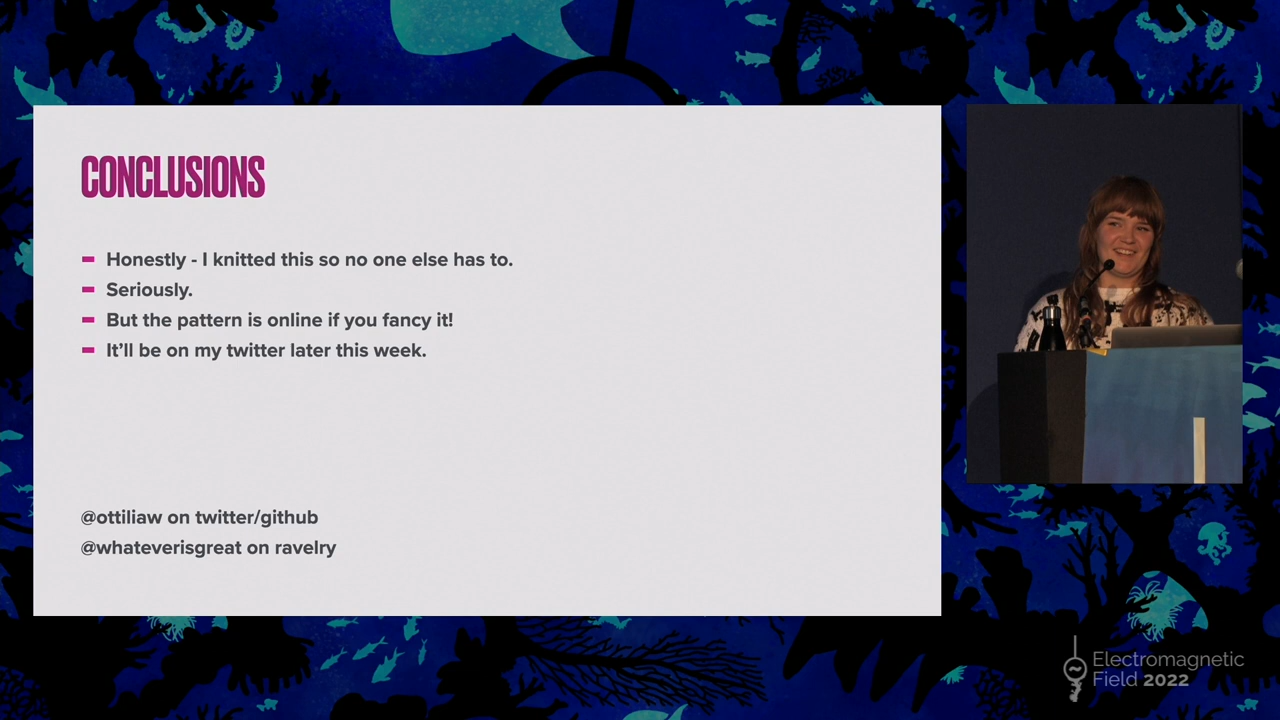 CONCLUSIONS
Honestly - I knitted this so no one else has to.
Seriously.
But the pattern is online if you fancy it!
It’ll be on my twitter later this week.
@ottiliaw on twitter/github
@whateverisgreat on ravelry
Electromagnetic
Field 2022